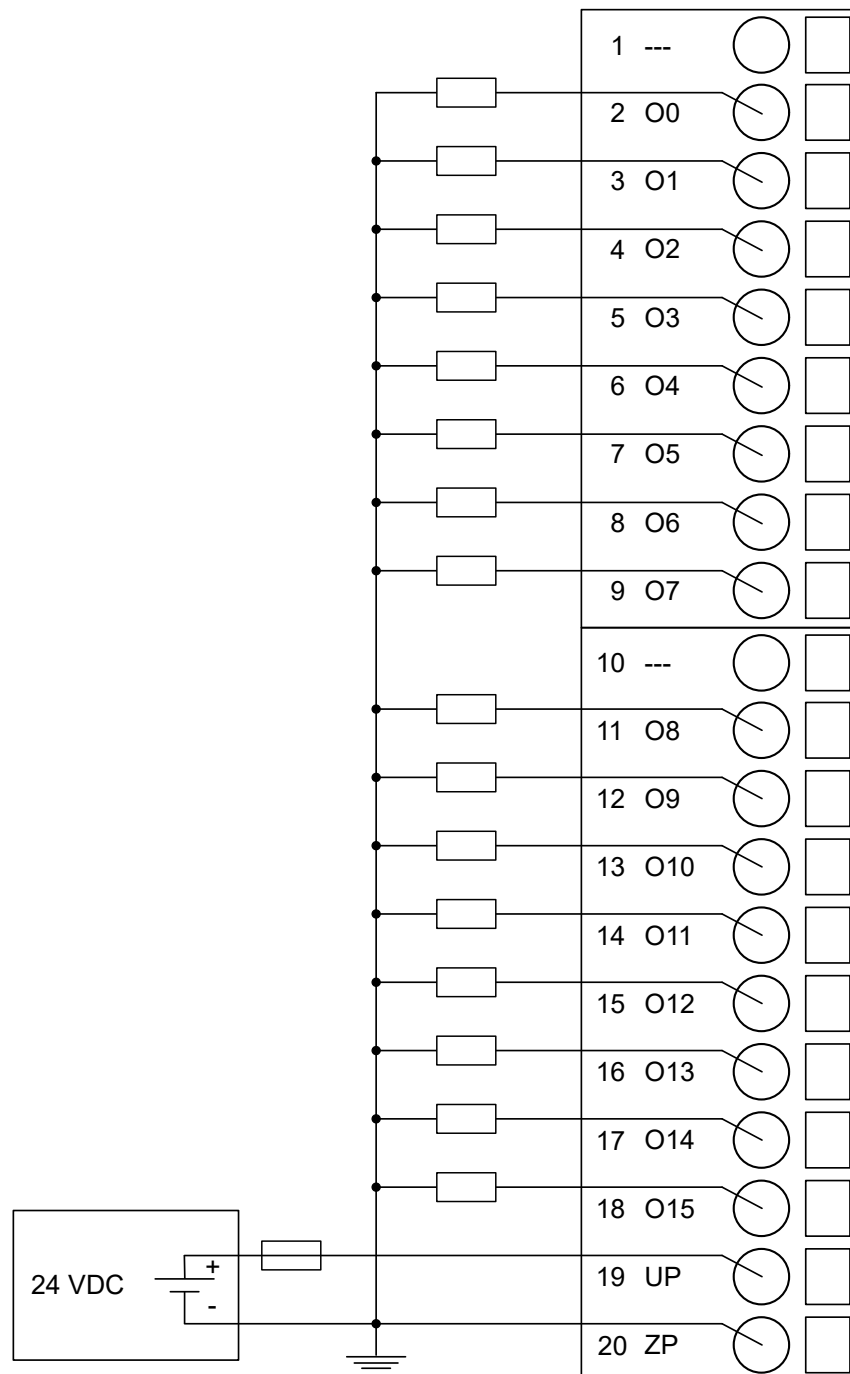 1 ---
2 O0
3 O1
4 O2
5 O3
6 O4
7 O5
8 O6
9 O7
10 ---
11 O8
12 O9
13 O10
14 O11
15 O12
16 O13
17 O14
18 O15
24 VDC
+
-
19 UP
20 ZP